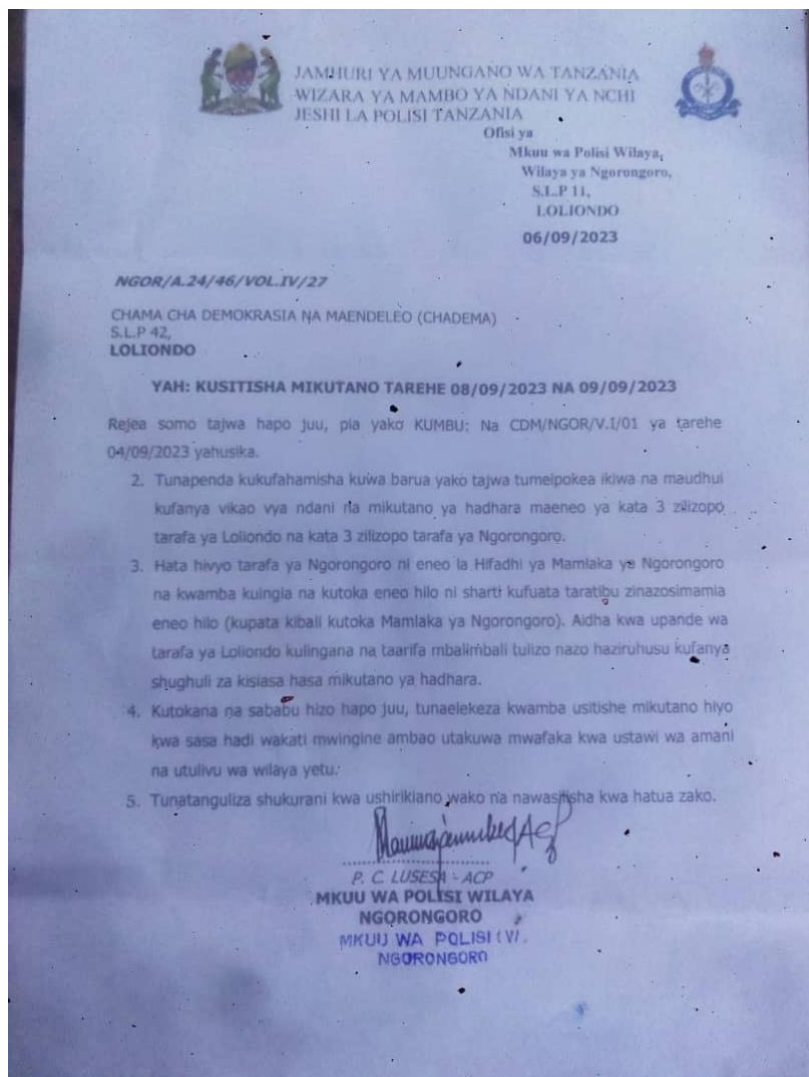 JAMHURI YA MUUNGANO WA TANZANIA
WIZARA YA MAMBO YA NDANI YA NCHI
JESHI LA POLISI TANZANIA
Ofisi ya
Mkuu wa Polisi Wilaya,
Wilaya ya Ngorongoro,
S.L.P 11,
LOLIONDO
06/09/2023
NGOR/A.24/46/VOL.IV/27
CHAMA CHA DEMOKRASIA NA MAENDELEO (CHADEMA)
S.L.P 42,
LOLIONDO
YAH: KUSITISHA MIKUTANO TAREHE 08/09/2023 NA 09/09/2023
Rejea somo tajwa hapo juu, pia yako KUMBU: Na CDM/NGOR/V.I/01 ya tarehe
04/09/2023 yahusika.
2. Tunapenda kukufahamisha kuwa barua yako tajwa tumeipokea ikiwa na maudhui
kufanya vikao vya ndani na mikutano ya hadhara maeneo ya kata 3 zilizopo
tarafa ya Loliondo na kata 3 zilizopo tarafa ya Ngorongoro.
3. Hata hivyo tarafa ya Ngorongoro ni eneo la Hifadhi ya Mamlaka ya Ngorongoro
na kwamba kuingia na kutoka eneo hilo ni sharti kufuata taratibu zinazosimamia
eneo hilo (kupata kibali kutoka Mamlaka ya Ngorongoro). Aidha kwa upande wa
tarafa ya Loliondo kulingana na taarifa mbalimbali tulizo nazo haziruhusu kufanya
shughuli za kisiasa hasa mikutano ya hadhara.
4. Kutokana na sababu hizo hapo juu, tunaelekeza kwamba usitishe mikutano hiyo
kwa sasa hadi wakati mwingine ambao utakuwa mwafaka kwa ustawi wa amani
na utulivu wa wilaya yetu.
5. Tunatanguliza shukurani kwa ushirikiano wako na nawasilisha kwa hatua zako.
P. C. LUSESA - ACP
MKUU WA POLISI WILAYA
NGORONGORO
MKUU WA POLISI (W)
NGORONGORO